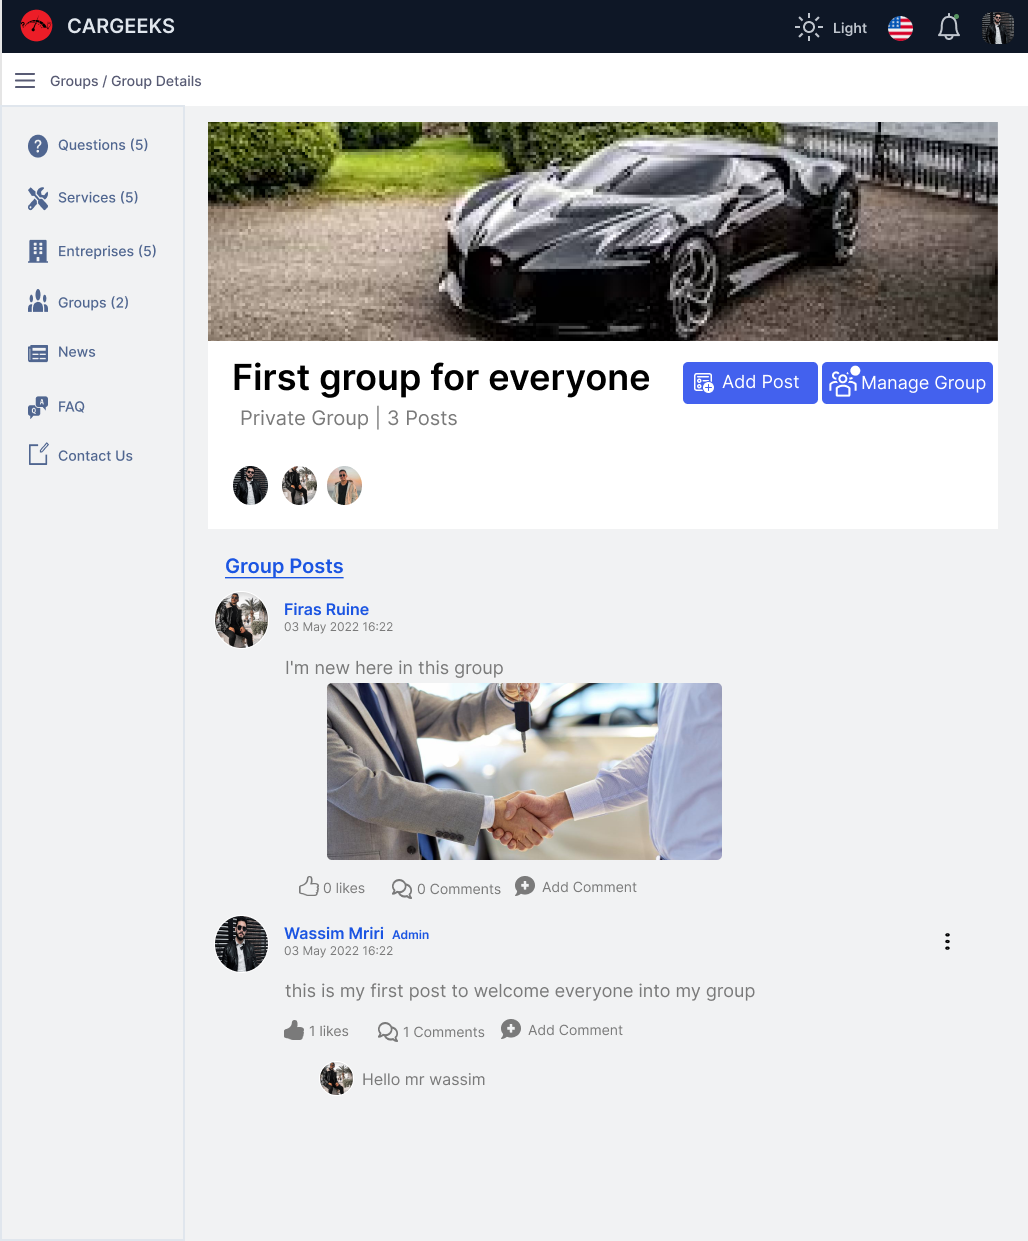 CARGEEKS
Light
Groups / Group Details
Questions (5)
Services (5)
Entreprises (5)
Groups (2)
News
FAQ
Contact Us
First group for everyone
Add Post
Manage Group
Private Group | 3 Posts
Group Posts
Firas Ruine
03 May 2022 16:22
I'm new here in this group
0 likes
0 Comments
Add Comment
Wassim Mriri Admin
03 May 2022 16:22
this is my first post to welcome everyone into my group
1 likes
1 Comments
Add Comment
Hello mr wassim